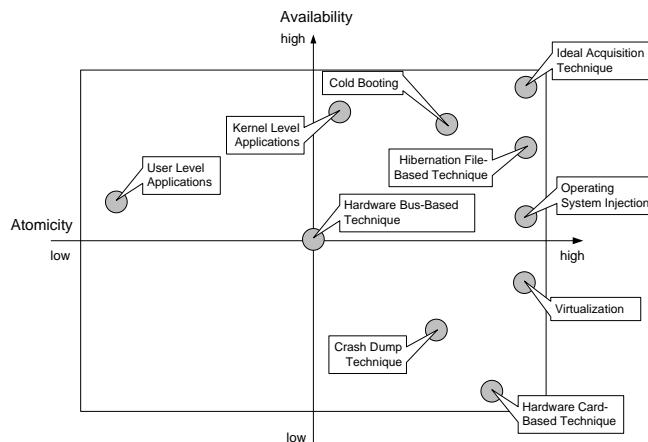 Availability
high
Ideal Acquisition
Technique
Cold Booting
Kernel Level
Applications
Hibernation File-
Based Technique
User Level
Applications
Operating
System Injection
Hardware Bus-Based
Technique
Atomicity
low
high
Virtualization
Crash Dump
Technique
Hardware Card-
Based Technique
low